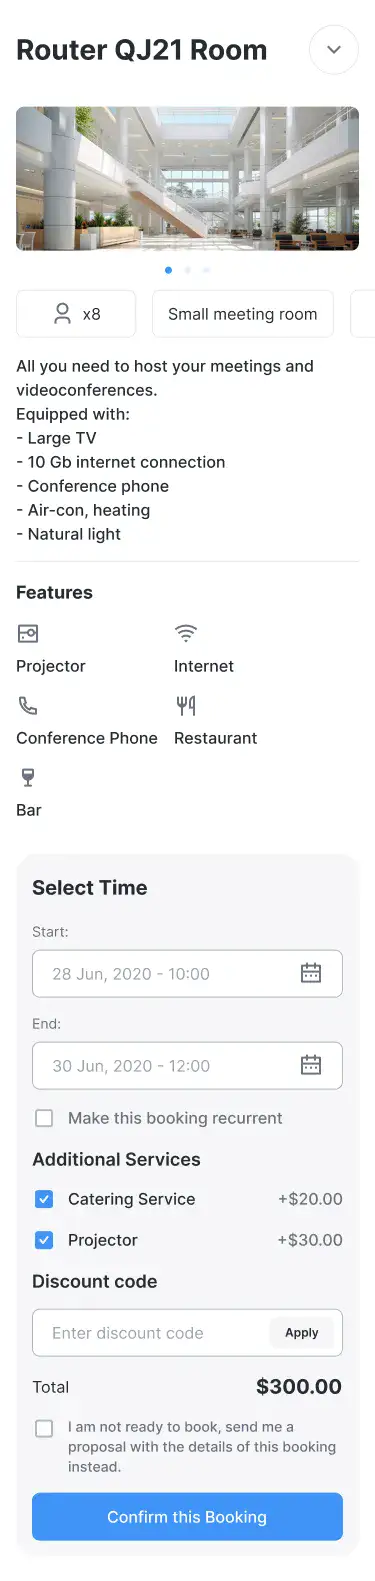 Router QJ21 Room
x8
Small meeting room
All you need to host your meetings and
videoconferences.
Equipped with:
- Large TV
- 10 Gb internet connection
- Conference phone
- Air-con, heating
- Natural light
Features
Projector
Internet
Conference Phone
Restaurant
Bar
Select Time
Start:
28 Jun, 2020 - 10:00
End:
30 Jun, 2020 - 12:00
Make this booking recurrent
Additional Services
Catering Service +$20.00
Projector +$30.00
Discount code
Enter discount code Apply
Total $300.00
I am not ready to book, send me a
proposal with the details of this booking
instead.
Confirm this Booking